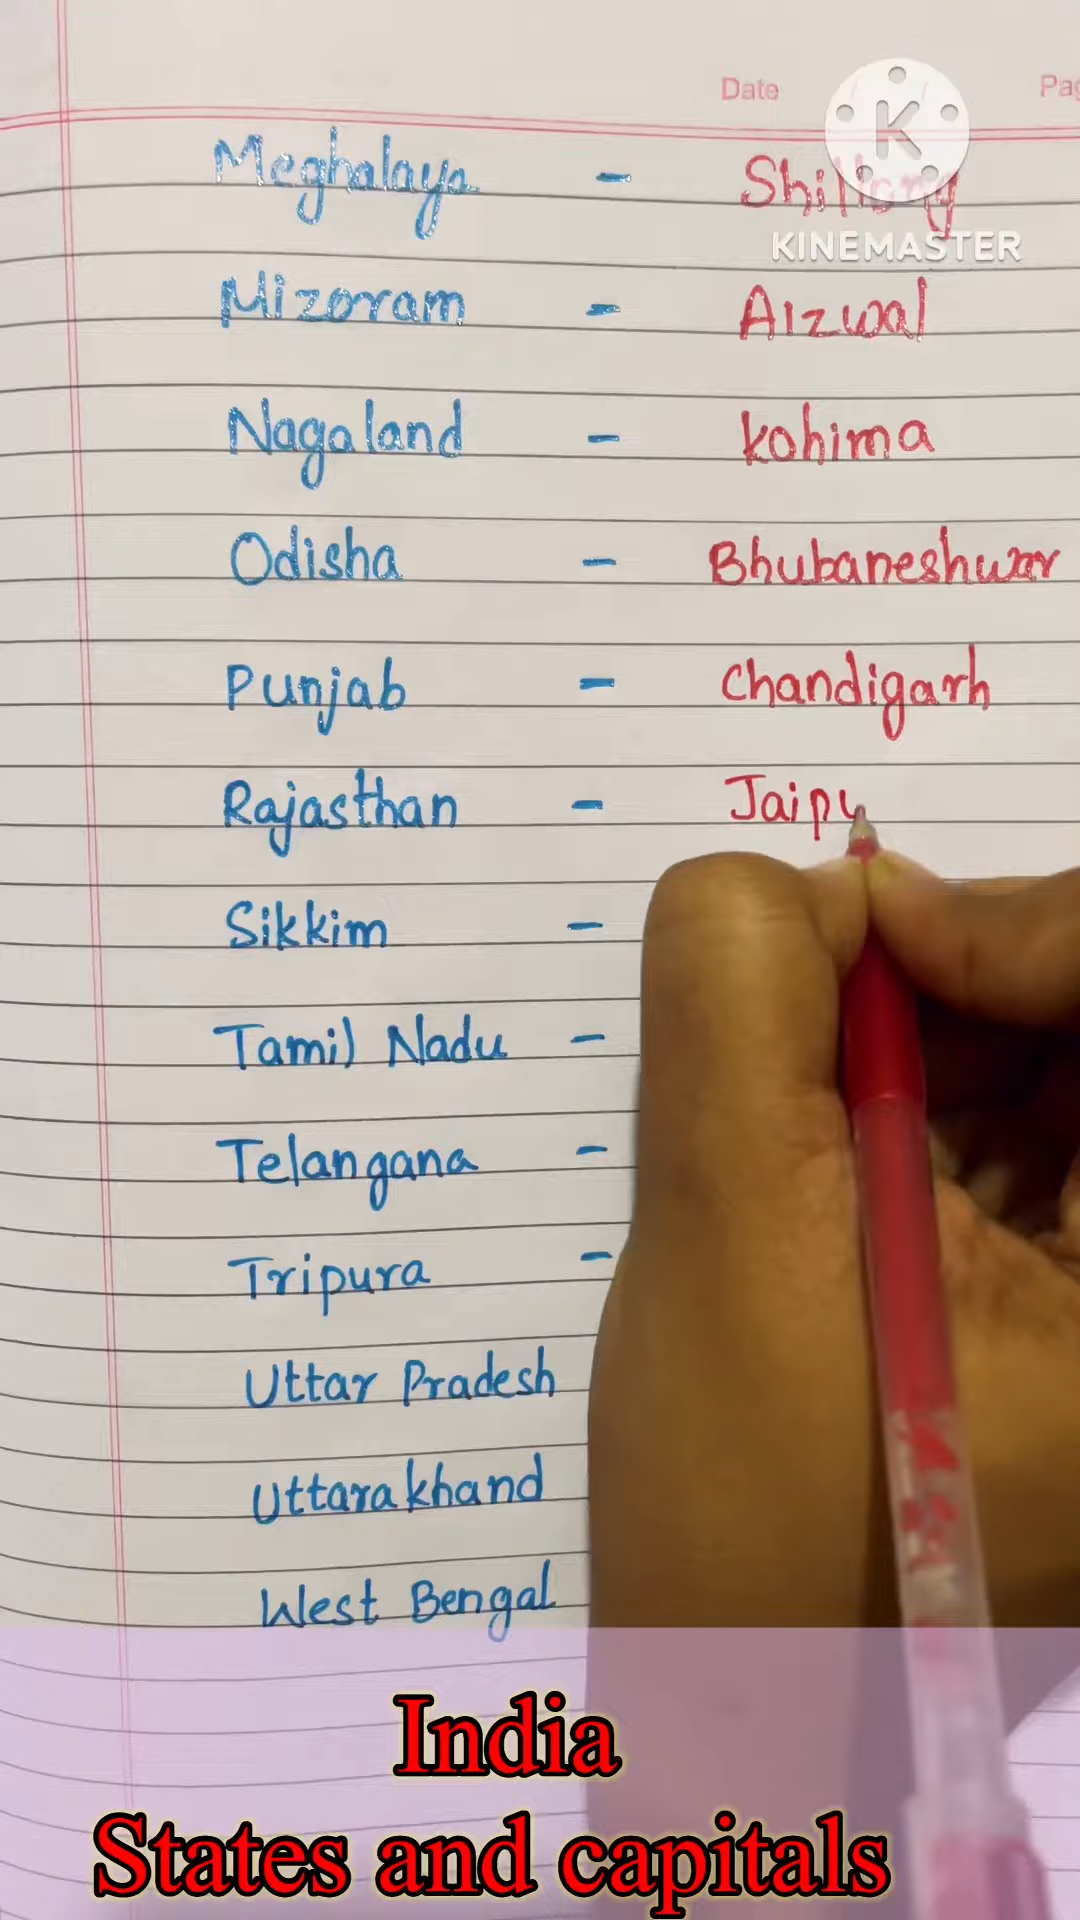 Date Pag
Meghalaya - Shillong
KINEMASTER
Mizoram - AIzwal
Nagaland - kohima
Odisha - Bhubaneshwar
Punjab - Chandigarh
Rajasthan - Jaipu
Sikkim -
Tamil Nadu -
Telangana -
Tripura -
Uttar Pradesh
Uttarakhand
West Bengal
India
States and capitals